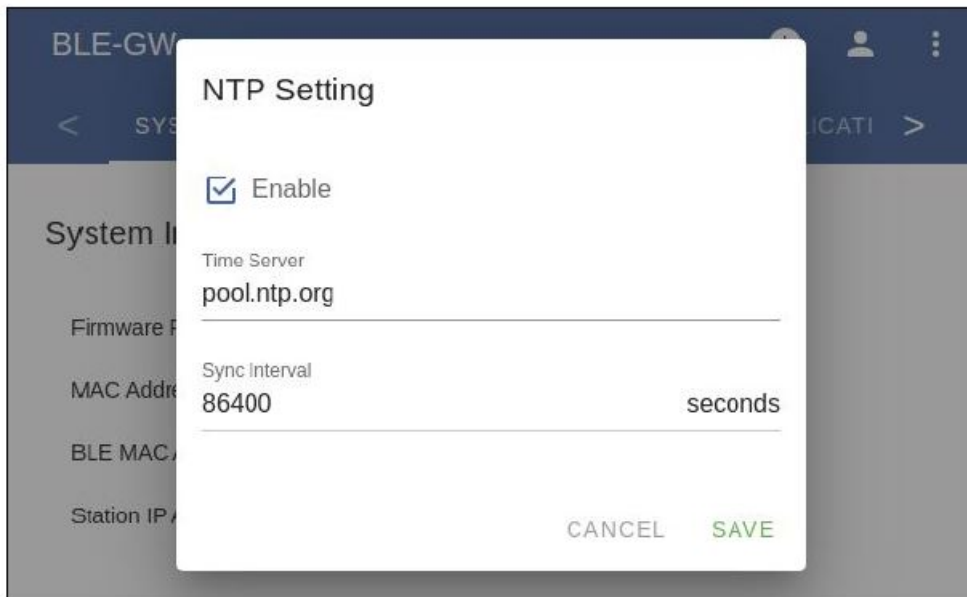 BLE-GW
NTP Setting
< SYS
ICATI >
Enable
System I
Time Server
pool.ntp.org
Firmware
Sync Interval
MAC Addre
86400 seconds
BLE MAC
Station IP
CANCEL SAVE